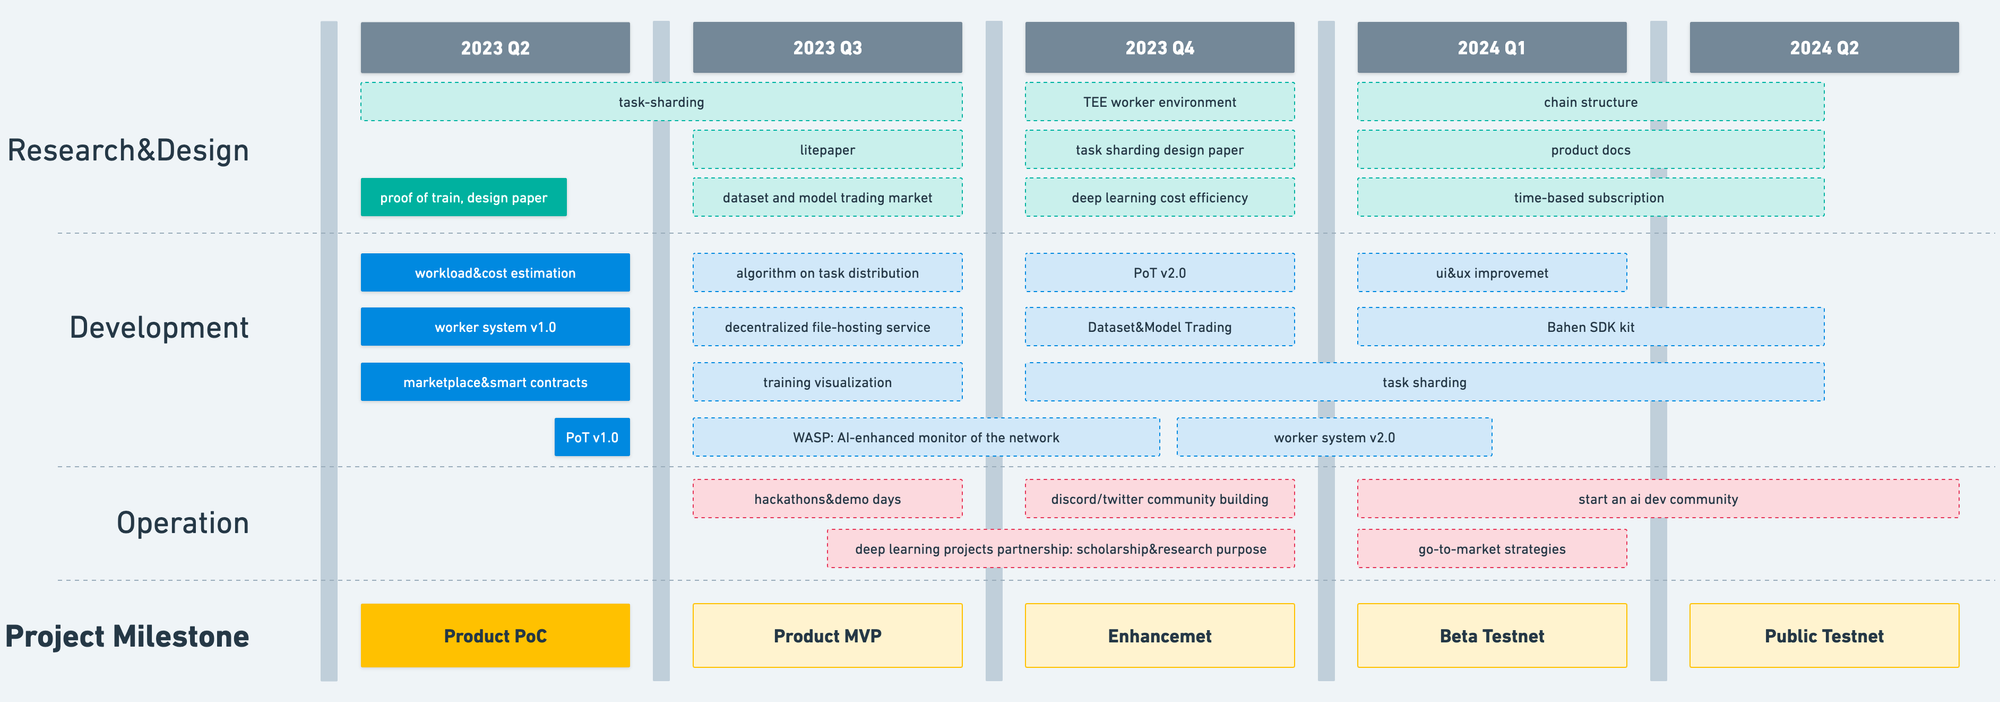 2023 Q2
2023 Q3
2023 Q4
2024 Q1
2024 Q2
Research&Design
task-sharding
TEE worker environment
chain structure
litepaper
task sharding design paper
product docs
proof of train, design paper
dataset and model trading market
deep learning cost efficiency
time-based subscription
Development
workload&cost estimation
algorithm on task distribution
PoT v2.0
ui&ux improvemet
worker system v1.0
decentralized file-hosting service
Dataset&Model Trading
Bahen SDK kit
marketplace&smart contracts
training visualization
task sharding
PoT v1.0
WASP: AI-enhanced monitor of the network
worker system v2.0
Operation
hackathons&demo days
discord/twitter community building
start an ai dev community
deep learning projects partnership: scholarship&research purpose
go-to-market strategies
Project Milestone
Product PoC
Product MVP
Enhancemet
Beta Testnet
Public Testnet